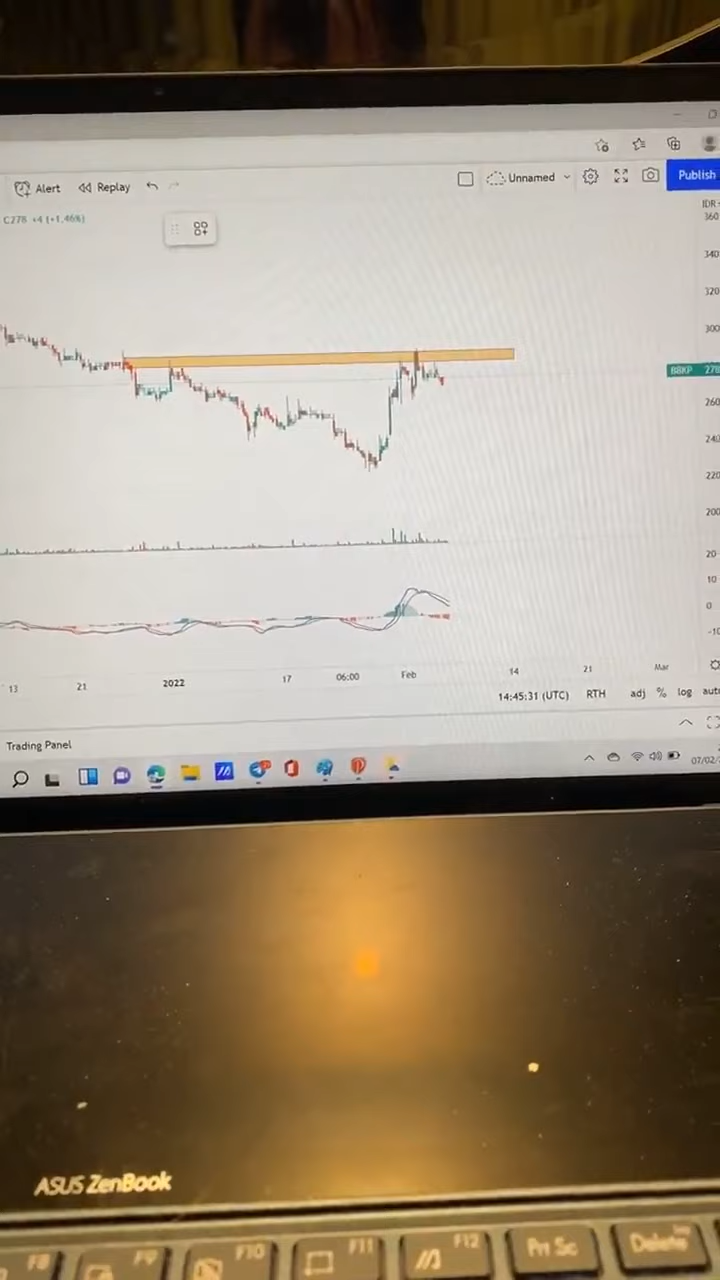 Alert Replay Unnamed Publish
C278 +4 (+1.46%)
IDR
360
340
320
300
BBKP 278
260
240
220
200
20
10
0
-10
13 21 2022 17 06:00 Feb 14 21 Mar
14:45:31 (UTC) RTH adj % log auto
Trading Panel
07/02/
ASUS ZenBook
F8 F9 F10 F11 F12 Prt Sc Delete